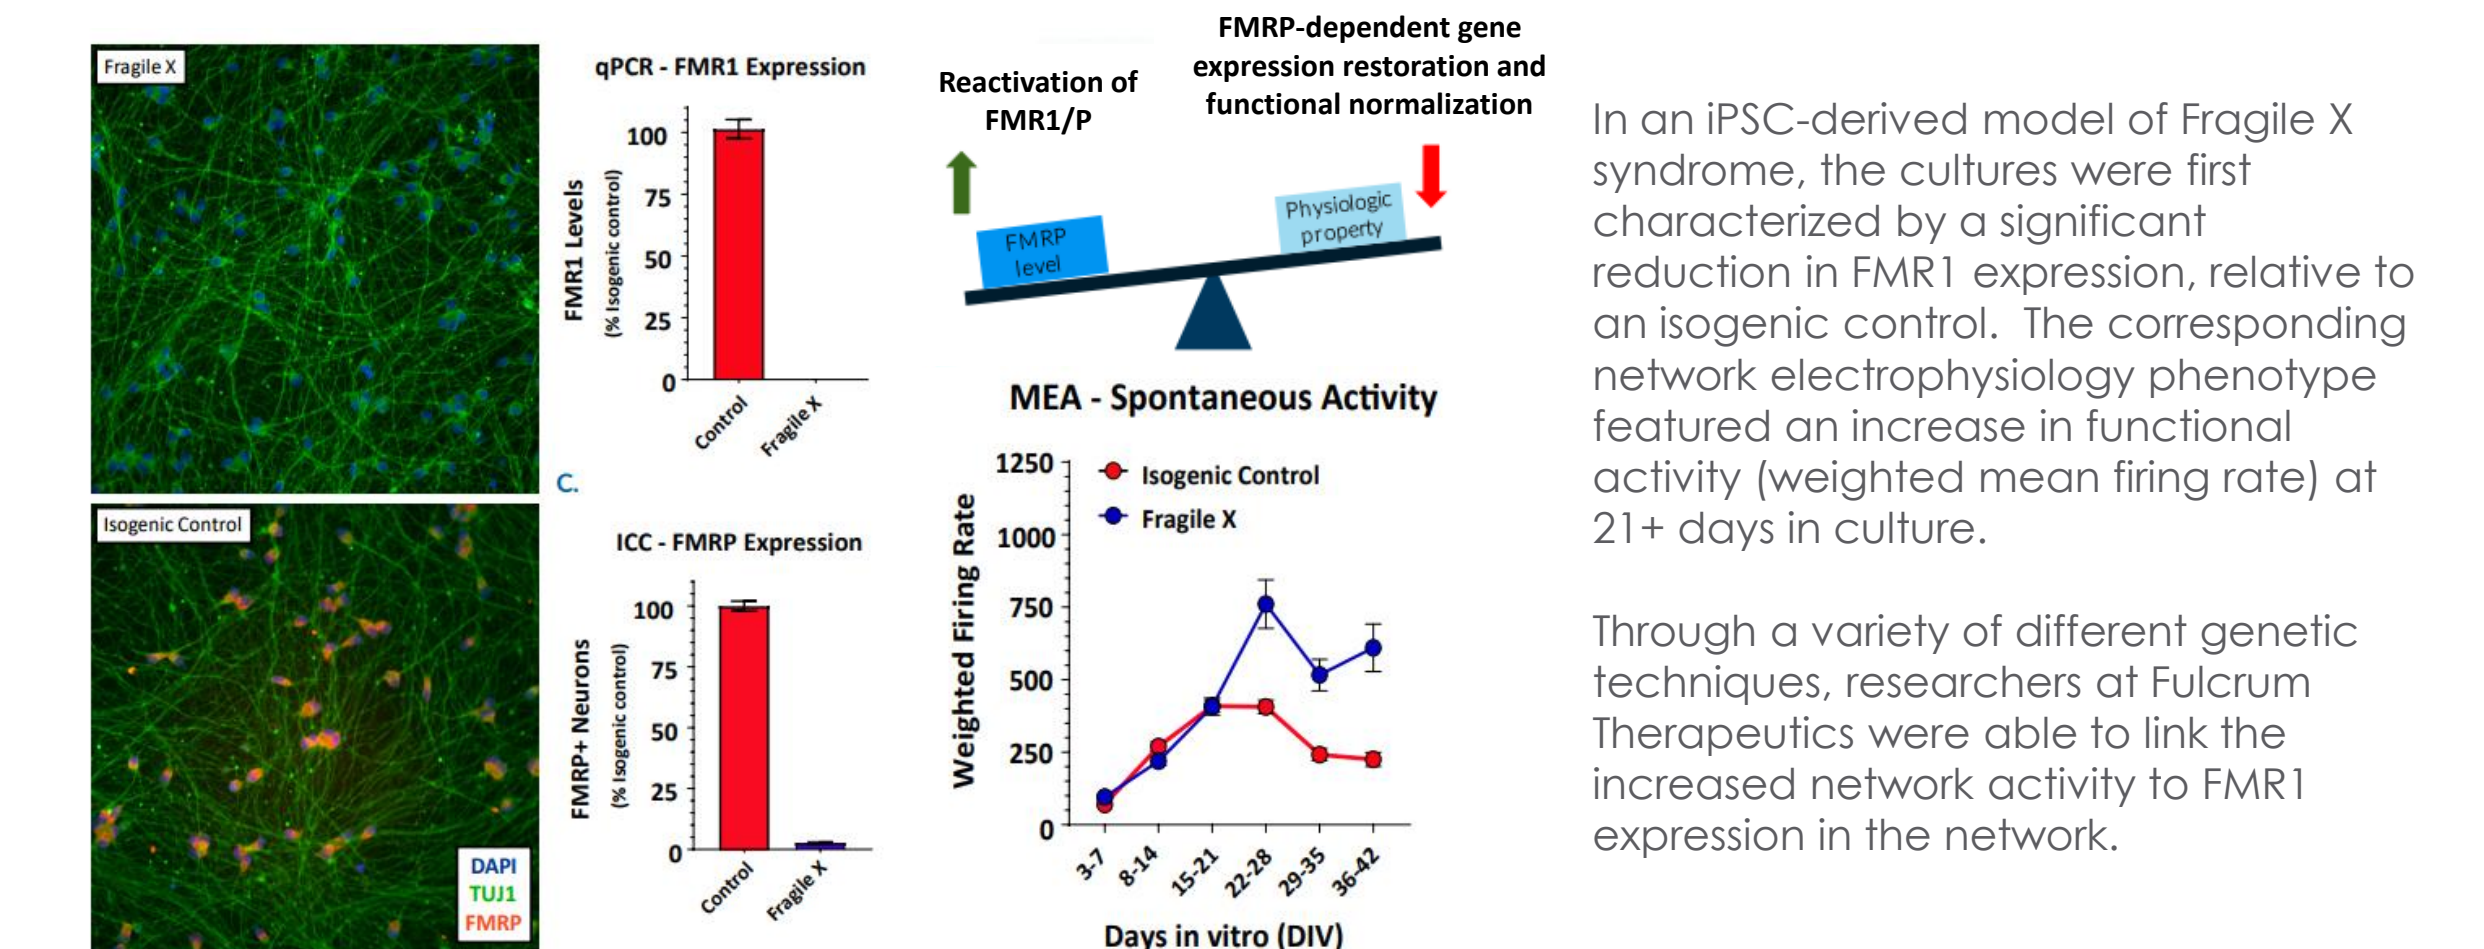 Fragile X
qPCR - FMR1 Expression
FMR1 Levels
(% Isogenic control)
100
75
50
25
0
Control
Fragile X
C.
Isogenic Control
DAPI
TUJ1
FMRP
ICC - FMRP Expression
FMRP+ Neurons
(% Isogenic control)
100
75
50
25
0
Control
Fragile X
Reactivation of
FMR1/P
FMRP-dependent gene
expression restoration and
functional normalization
FMRP
level
Physiologic
property
MEA - Spontaneous Activity
Weighted Firing Rate
1250
1000
750
500
250
0
Isogenic Control
Fragile X
3-7
8-14
15-21
22-28
29-35
36-42
Days in vitro (DIV)
In an iPSC-derived model of Fragile X
syndrome, the cultures were first
characterized by a significant
reduction in FMR1 expression, relative to
an isogenic control.  The corresponding
network electrophysiology phenotype
featured an increase in functional
activity (weighted mean firing rate) at
21+ days in culture.
Through a variety of different genetic
techniques, researchers at Fulcrum
Therapeutics were able to link the
increased network activity to FMR1
expression in the network.